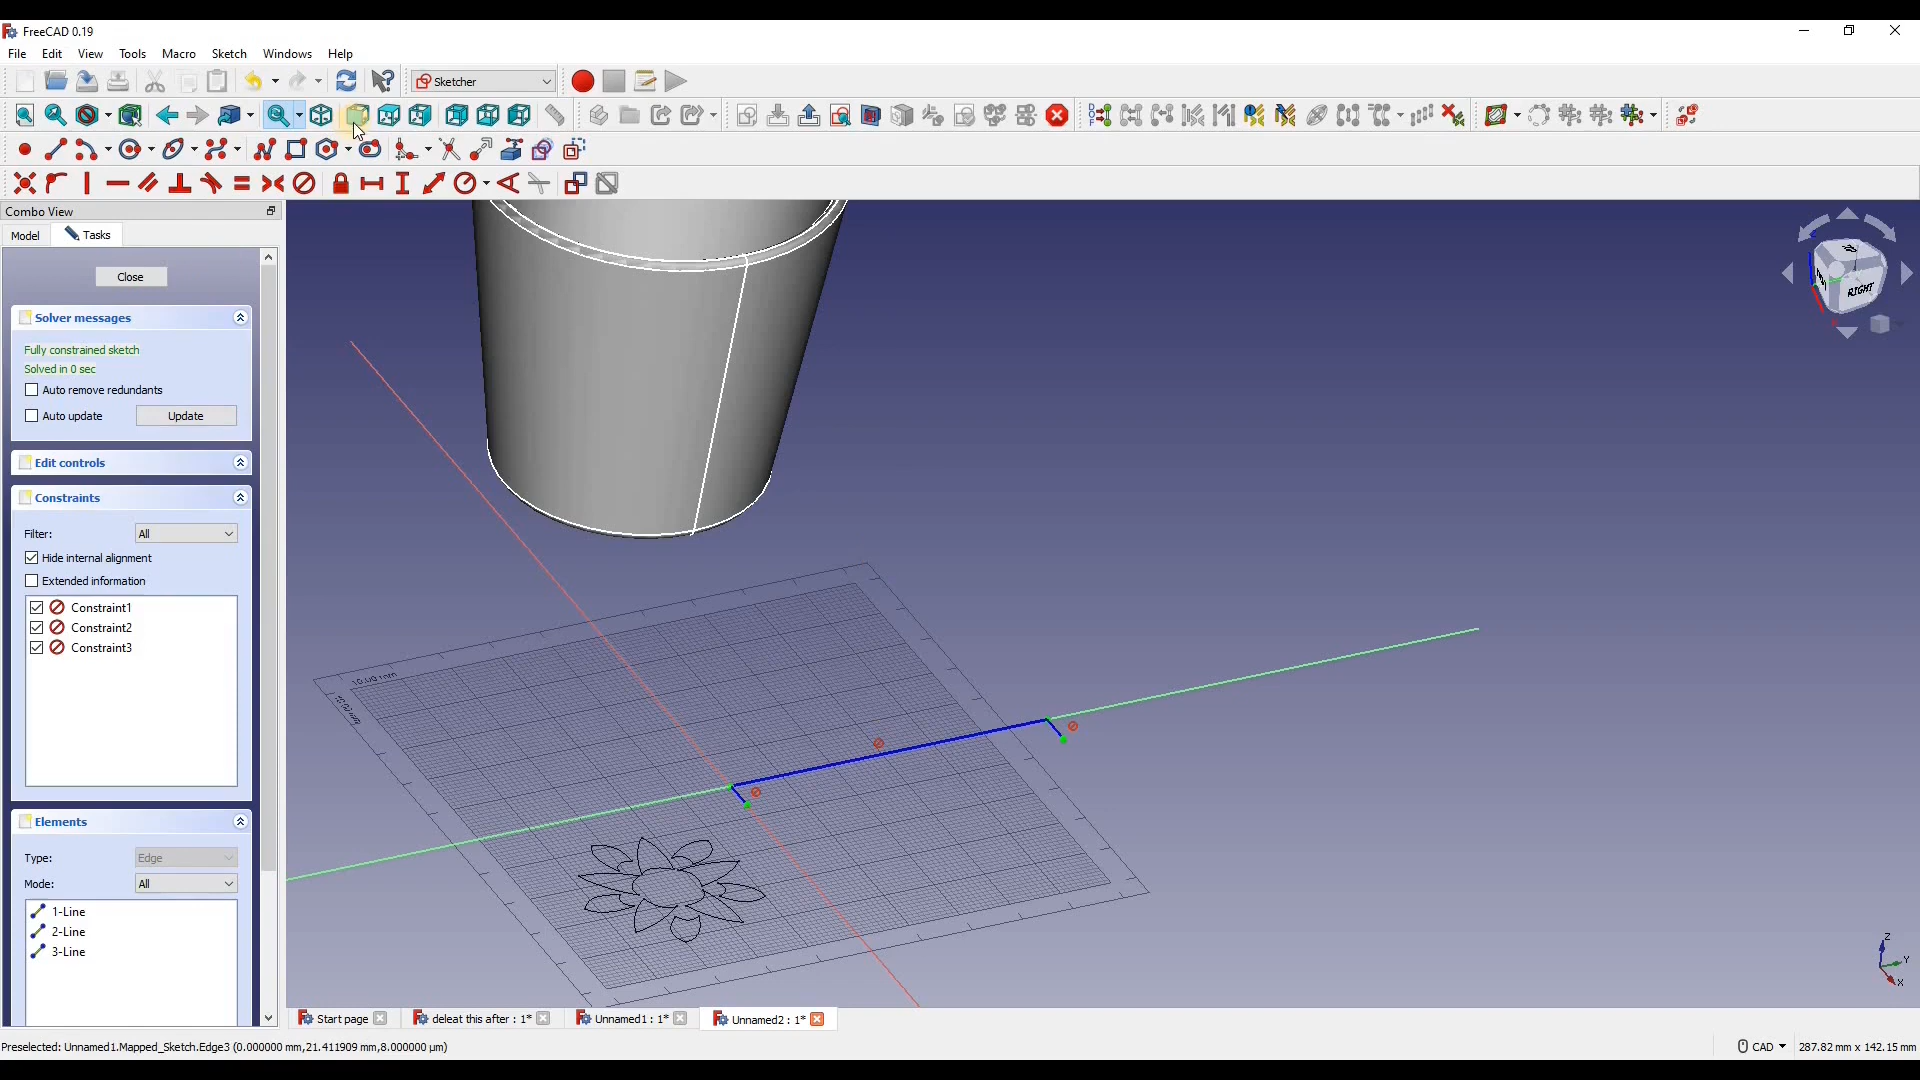 FreeCAD 0.19
File Edit View Tools Macro Sketch Windows Help
Sketcher
Combo View
Model Tasks
Close
Solver messages
Fully constrained sketch
Solved in 0 sec
Auto remove redundants
Auto update Update
Edit controls
Constraints
Filter: All
Hide internal alignment
Extended information
Constraint1
Constraint2
Constraint3
Elements
Type: Edge
Mode: All
1-Line
2-Line
3-Line
RIGHT
10.00 mm
Z
Y
X
Start page deleat this after : 1* Unnamed1 : 1* Unnamed2 : 1*
Preselected: Unnamed1.Mapped_Sketch.Edge3 (0.000000 mm,21.411909 mm,8.000000 µm)
CAD 287.82 mm x 142.15 mm